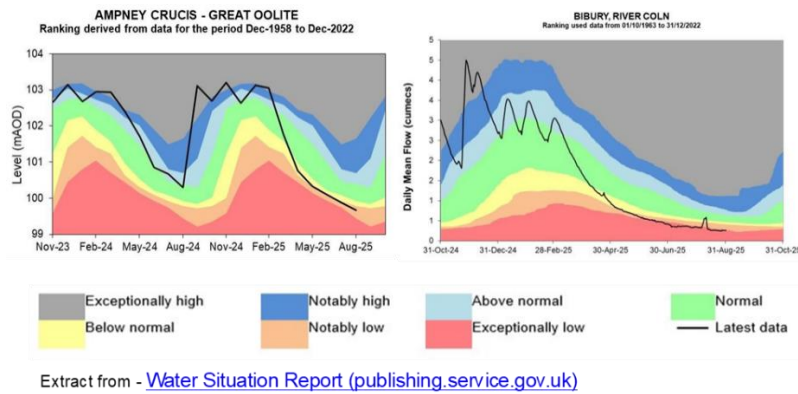 AMPNEY CRUCIS - GREAT OOLITE
Ranking derived from data for the period Dec-1958 to Dec-2022
104
103
102
101
100
99
Level (mAOD)
Nov-23 Feb-24 May-24 Aug-24 Nov-24 Feb-25 May-25 Aug-25
BIBURY, RIVER COLN
Ranking used data from 01/10/1963 to 31/12/2022
5
5
4
4
3
3
2
2
1
1
0
Daily Mean Flow (cumecs)
31-Oct-24 31-Dec-24 28-Feb-25 30-Apr-25 30-Jun-25 31-Aug-25 31-Oct-25
Exceptionally high Notably high Above normal Normal
Below normal Notably low Exceptionally low Latest data
Extract from - Water Situation Report (publishing.service.gov.uk)